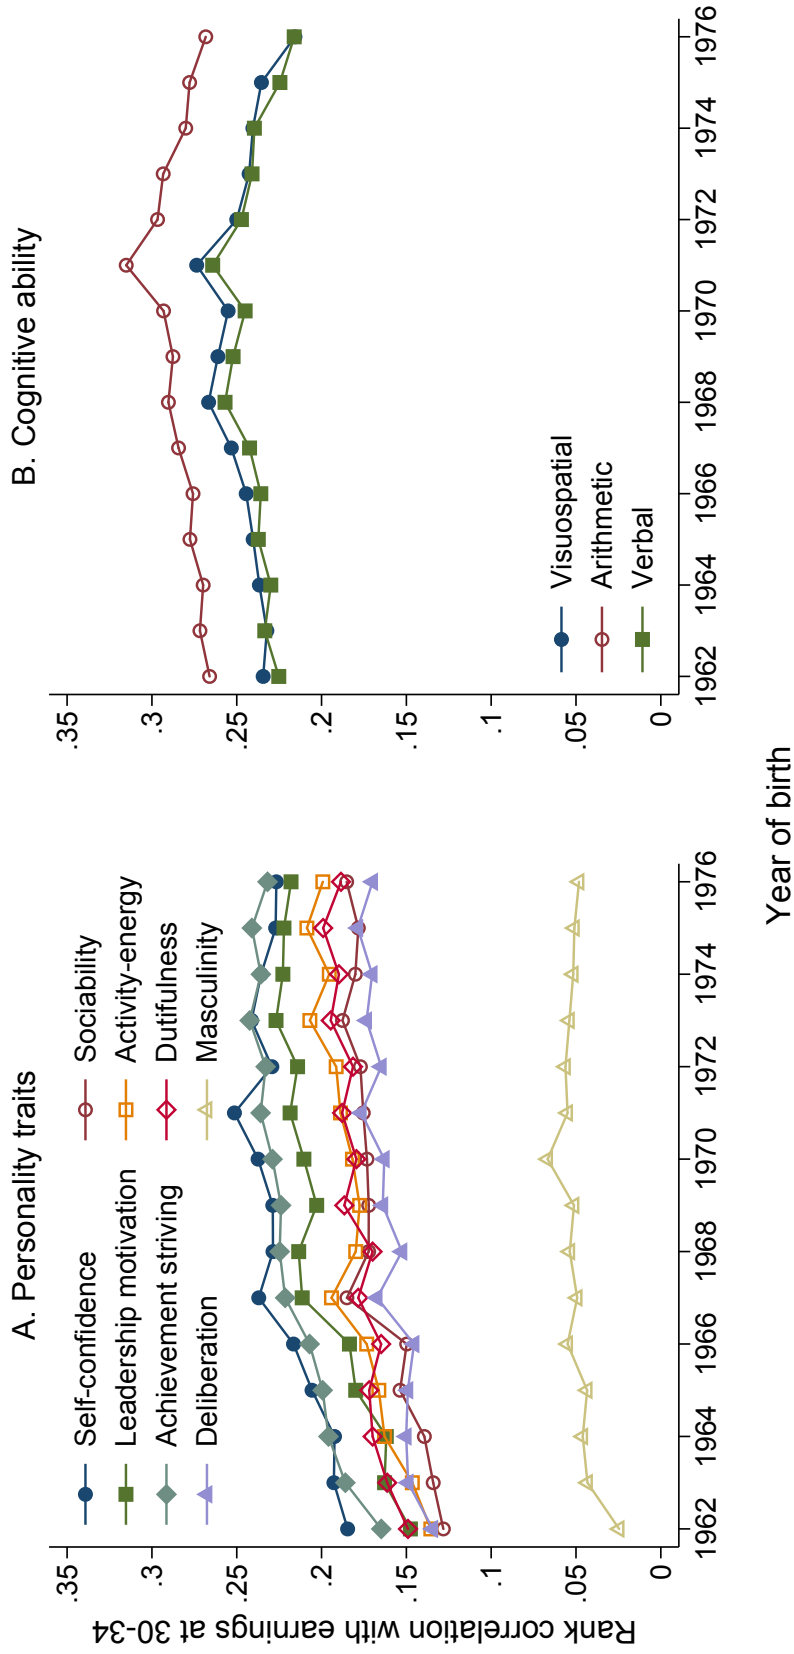 A. Personality traits
Self-confidence
Sociability
Leadership motivation
Activity-energy
Achievement striving
Dutifulness
Deliberation
Masculinity
Rank correlation with earnings at 30-34
.35
.3
.25
.2
.15
.1
.05
0
1962 1964 1966 1968 1970 1972 1974 1976
B. Cognitive ability
.35
.3
.25
.2
.15
.1
.05
0
Visuospatial
Arithmetic
Verbal
1962 1964 1966 1968 1970 1972 1974 1976
Year of birth